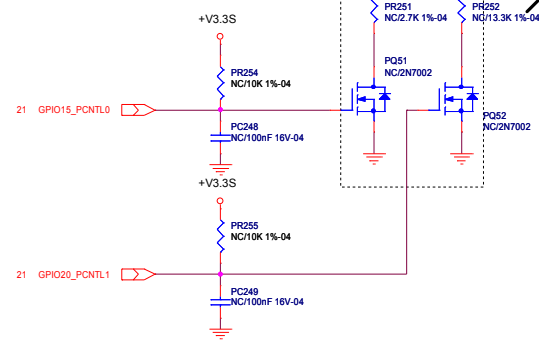 PR251
NC/2.7K 1%-04
PR252
NC/13.3K 1%-04
+V3.3S
PR254
NC/10K 1%-04
PQ51
NC/2N7002
21 GPIO15_PCNTL0
PQ52
NC/2N7002
PC248
NC/100nF 16V-04
+V3.3S
PR255
NC/10K 1%-04
21 GPIO20_PCNTL1
PC249
NC/100nF 16V-04